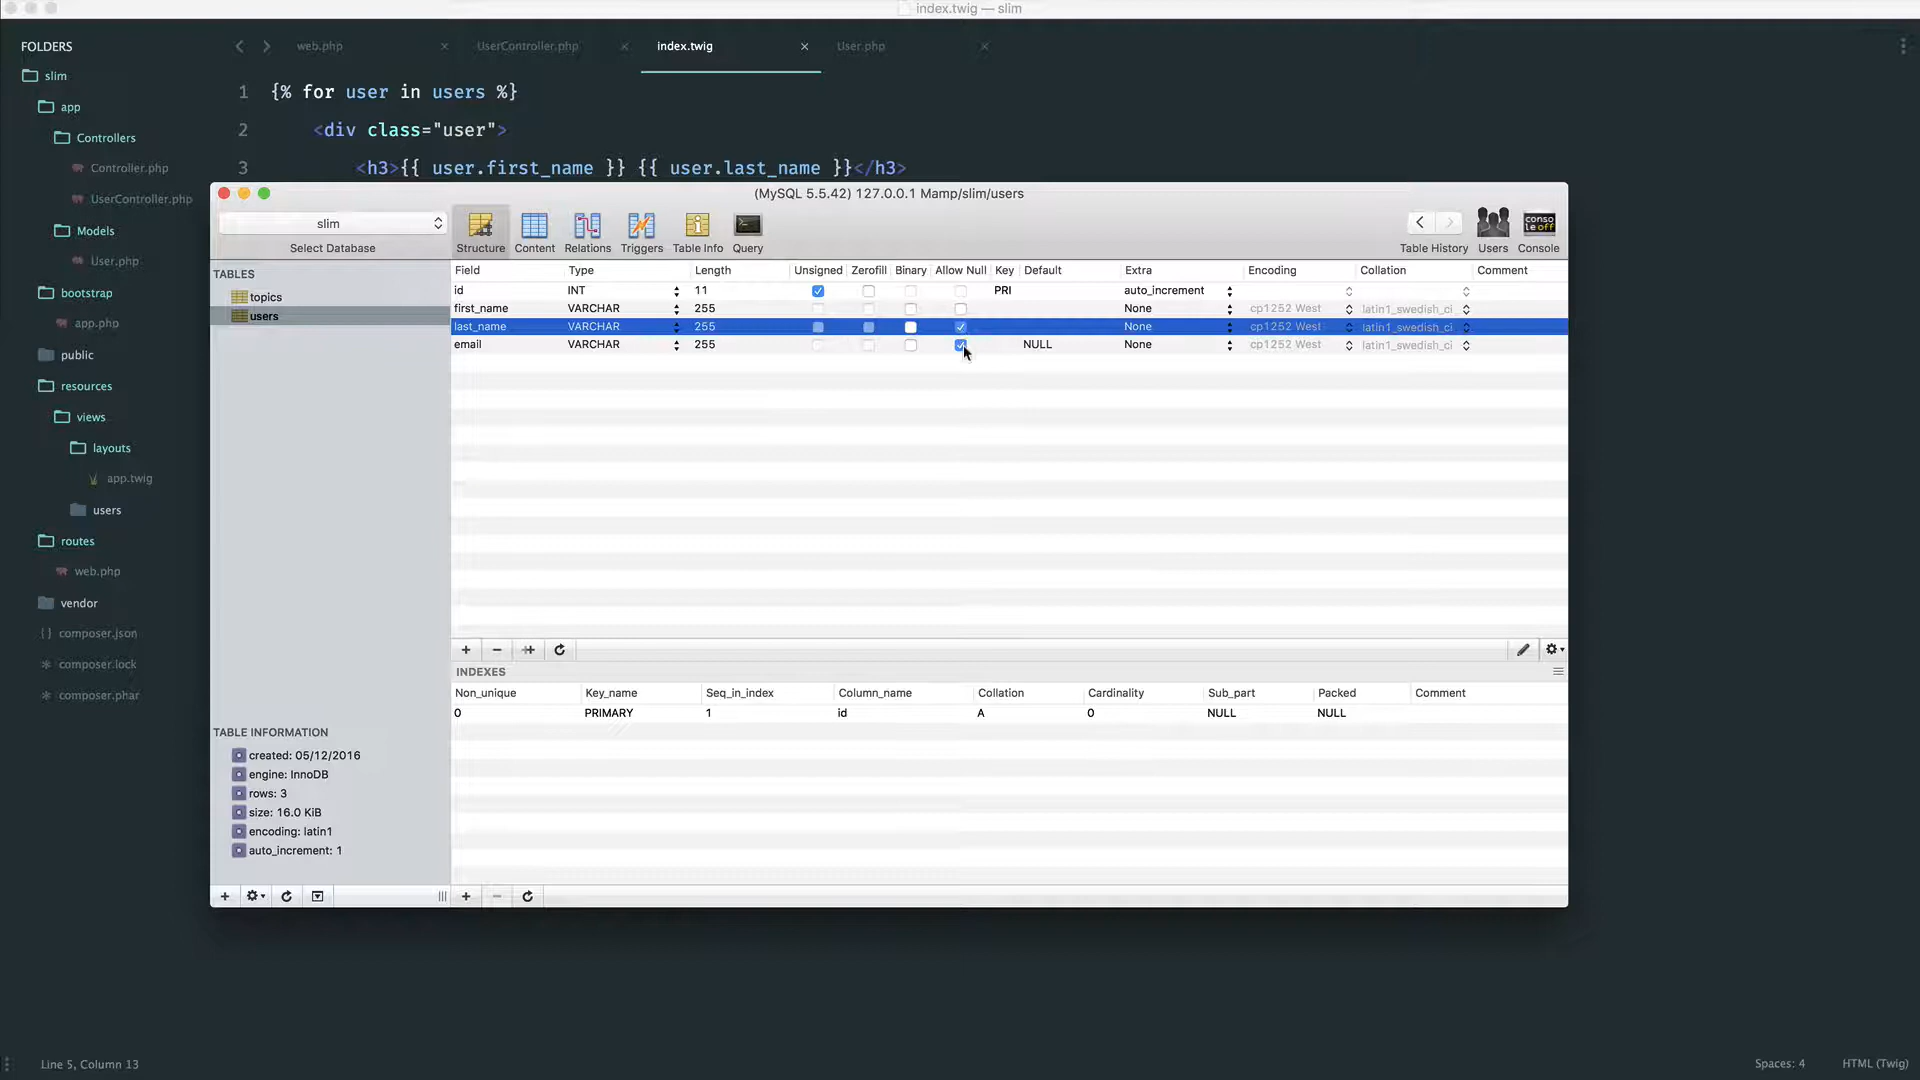 index.twig — slim
FOLDERS
web.php
UserController.php
index.twig
User.php
slim
app
Controllers
Controller.php
UserController.php
Models
User.php
bootstrap
app.php
public
resources
views
layouts
app.twig
users
routes
web.php
vendor
composer.json
composer.lock
composer.phar
1 {% for user in users %}
2 <div class="user">
3 <h3>{{ user.first_name }} {{ user.last_name }}</h3>
(MySQL 5.5.42) 127.0.0.1 Mamp/slim/users
slim
Select Database
Structure Content Relations Triggers Table Info Query
Table History Users Console
conso
le off
TABLES
topics
users
Field Type Length Unsigned Zerofill Binary Allow Null Key Default Extra Encoding Collation Comment
id INT 11 PRI auto_increment
first_name VARCHAR 255 None cp1252 West latin1_swedish_ci
last_name VARCHAR 255 None cp1252 West latin1_swedish_ci
email VARCHAR 255 NULL None cp1252 West latin1_swedish_ci
INDEXES
Non_unique Key_name Seq_in_index Column_name Collation Cardinality Sub_part Packed Comment
0 PRIMARY 1 id A 0 NULL NULL
TABLE INFORMATION
created: 05/12/2016
engine: InnoDB
rows: 3
size: 16.0 KiB
encoding: latin1
auto_increment: 1
Line 5, Column 13
Spaces: 4
HTML (Twig)